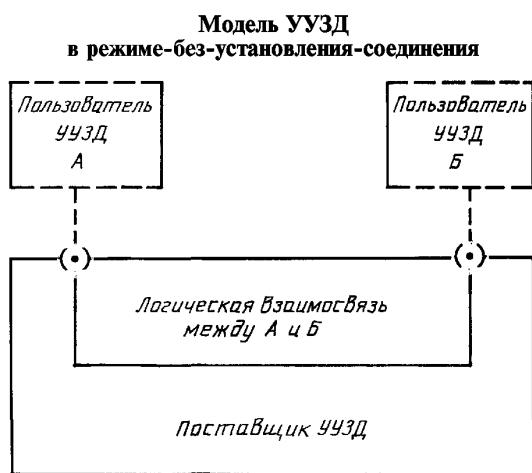 Модель УУЗД
в режиме-без-установления-соединения
Пользователь
УУЗД
А
Пользователь
УУЗД
Б
Логическая взаимосвязь
между А и Б
Поставщик УУЗД